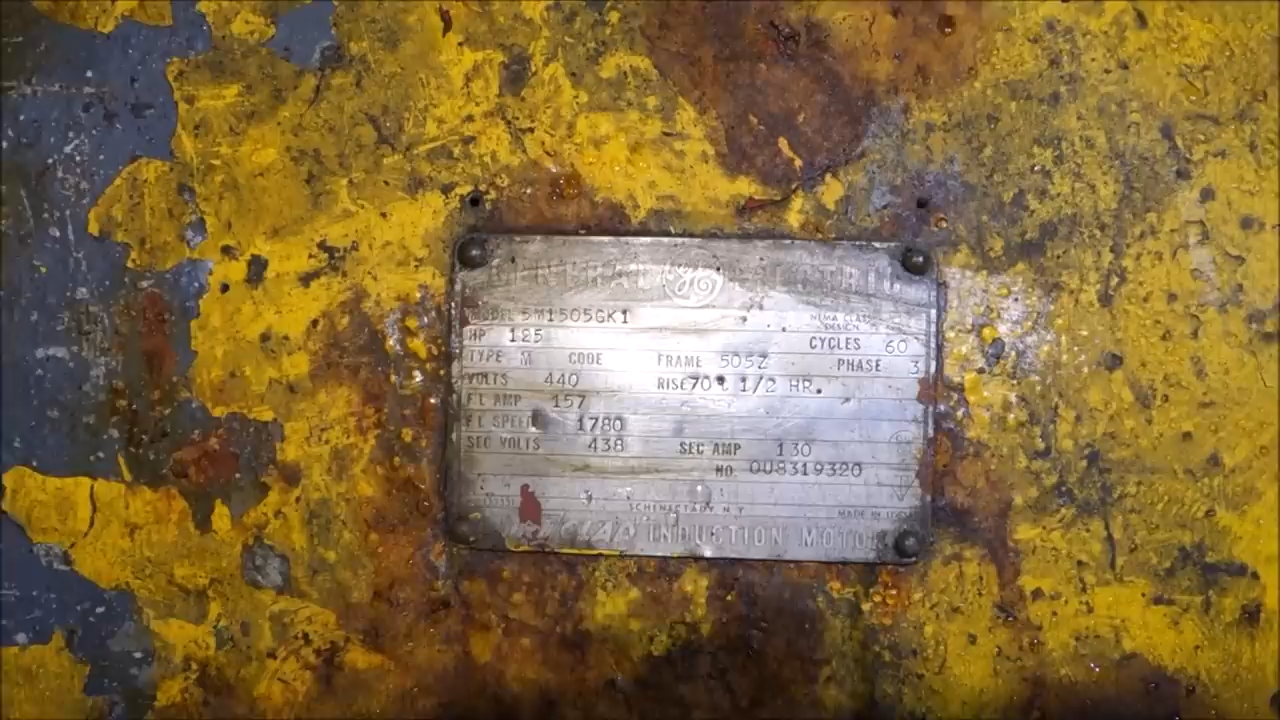 GENERAL GE ELECTRIC
MODEL 5M1505GK1
NEMA CLASS
DESIGN
HP 125
CYCLES 60
TYPE M CODE FRAME 505Z PHASE 3
VOLTS 440 RISE 70°C 1/2 HR.
F L AMP 157
F L SPEED 1780
SEC VOLTS 438 SEC AMP 130
NO 0U8319320
SCHENECTADY, N.Y.
MADE IN
INDUCTION MOTOR